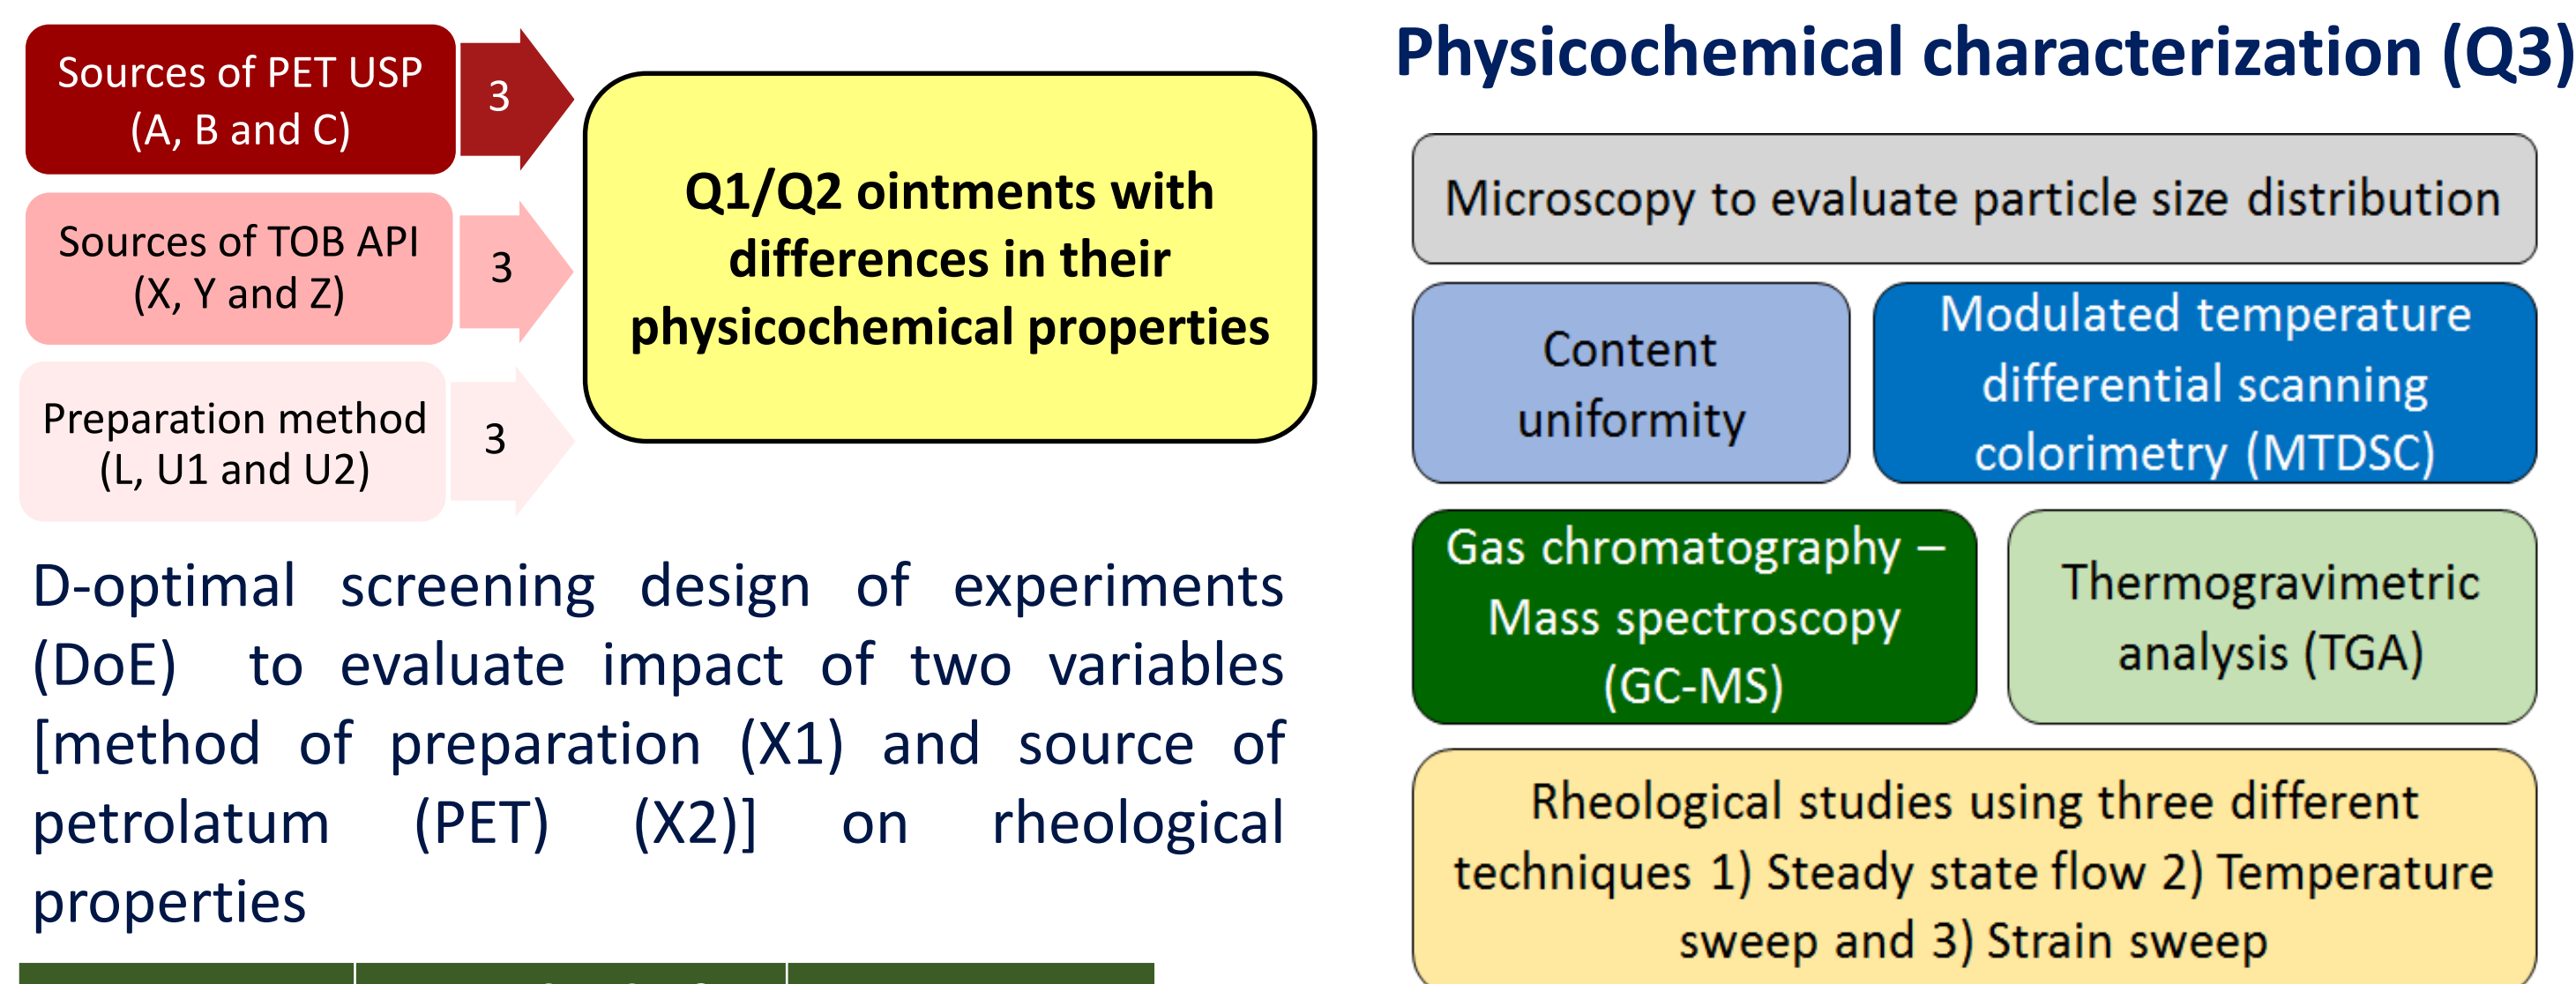 Sources of PET USP
(A, B and C)
3
Sources of TOB API
(X, Y and Z)
3
Preparation method
(L, U1 and U2)
3
Q1/Q2 ointments with
differences in their
physicochemical properties
D-optimal screening design of experiments
(DoE) to evaluate impact of two variables
[method of preparation (X1) and source of
petrolatum (PET) (X2)] on rheological
properties
Physicochemical characterization (Q3)
Microscopy to evaluate particle size distribution
Content
uniformity
Modulated temperature
differential scanning
colorimetry (MTDSC)
Gas chromatography –
Mass spectroscopy
(GC-MS)
Thermogravimetric
analysis (TGA)
Rheological studies using three different
techniques 1) Steady state flow 2) Temperature
sweep and 3) Strain sweep